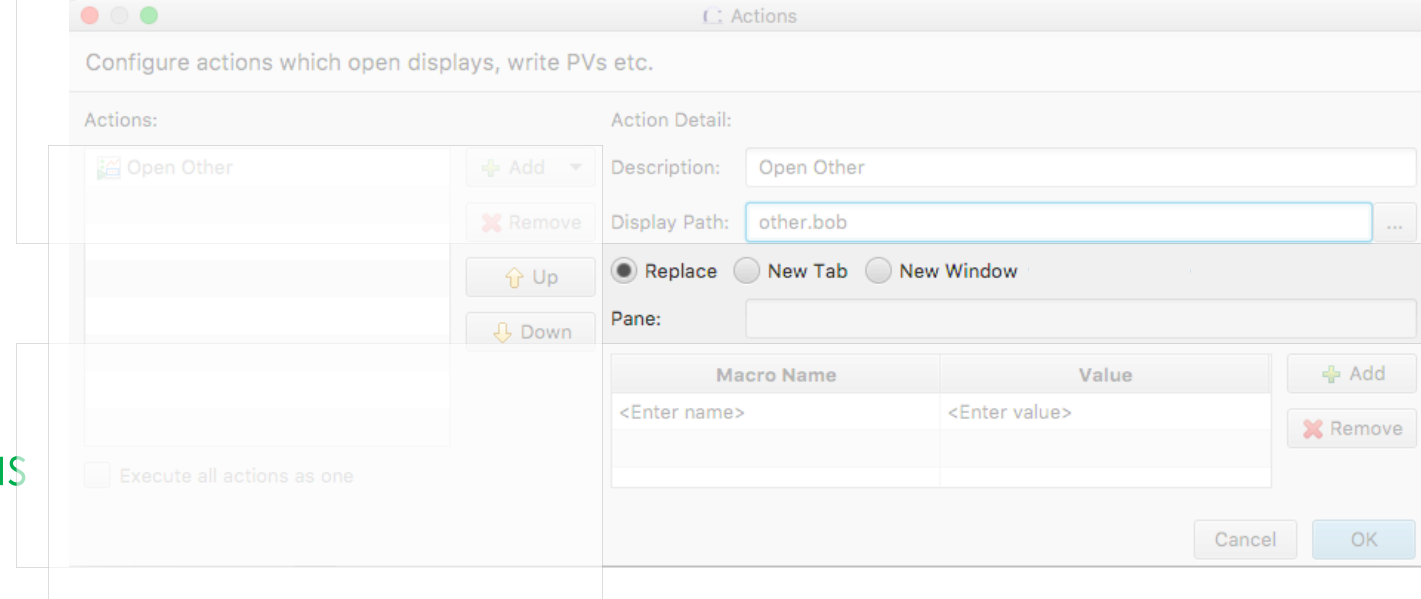 Actions
Configure actions which open displays, write PVs etc.
Actions:
Action Detail:
Open Other
Add
Description: Open Other
Remove
Display Path: other.bob ...
Up
Replace New Tab New Window
Down
Pane:
Macro Name Value
Add
<Enter name> <Enter value>
Remove
Execute all actions as one
Cancel OK